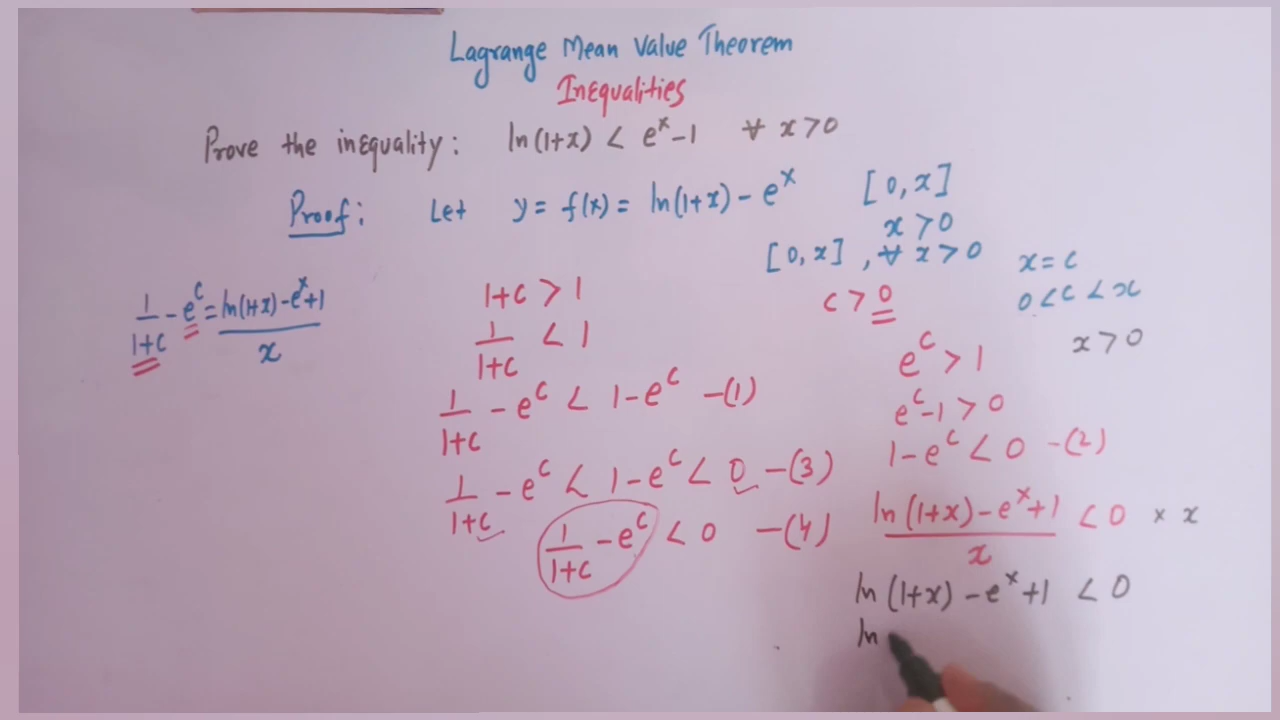 Lagrange Mean Value Theorem
Inequalities
Prove the inequality: ln(1+x) < e^x-1 ∀ x>0
Proof: Let y = f(x) = ln(1+x) - e^x [0,x]
x>0
[0,x], ∀ x>0
x=c
0<c<x
x>0
1/(1+c) - e^c = (ln(1+x) - e^x+1)/x
1+c > 1
1/(1+c) < 1
1/(1+c) - e^c < 1-e^c -(1)
1/(1+c) - e^c < 1-e^c < 0 -(3)
1/(1+c) - e^c < 0 -(4)
c > 0
e^c > 1
e^c-1 > 0
1-e^c < 0 -(2)
(ln(1+x) - e^x+1)/x < 0 × x
ln(1+x) - e^x+1 < 0
ln